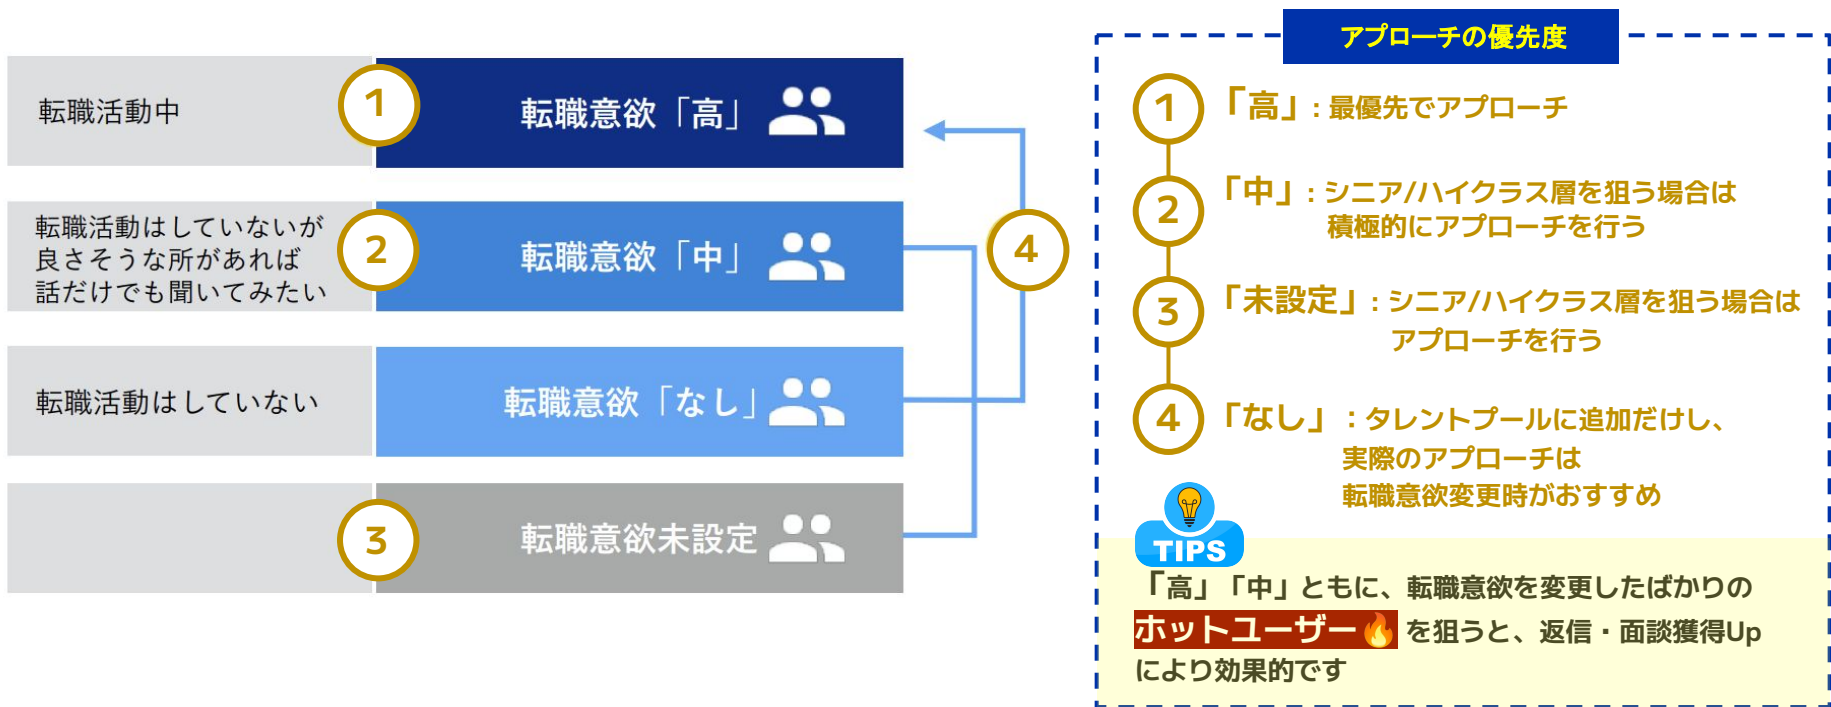 転職活動中
1
転職意欲「高」
転職活動はしていないが
良さそうな所があれば
話だけでも聞いてみたい
2
転職意欲「中」
4
転職活動はしていない
転職意欲「なし」
3
転職意欲未設定
アプローチの優先度
1
「高」: 最優先でアプローチ
2
「中」: シニア/ハイクラス層を狙う場合は
積極的にアプローチを行う
3
「未設定」: シニア/ハイクラス層を狙う場合は
アプローチを行う
4
「なし」：タレントプールに追加だけし、
実際のアプローチは
転職意欲変更時がおすすめ
TIPS
「高」「中」ともに、転職意欲を変更したばかりの
ホットユーザー🔥 を狙うと、返信・面談獲得Up
により効果的です